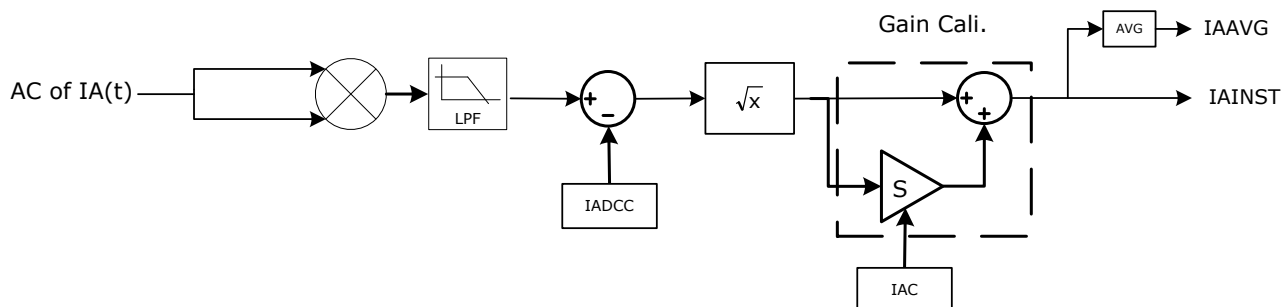 Gain Cali.
AVG
IAAVG
AC of IA(t)
LPF
+
−
√x
+
+
IAINST
S
IADCC
IAC